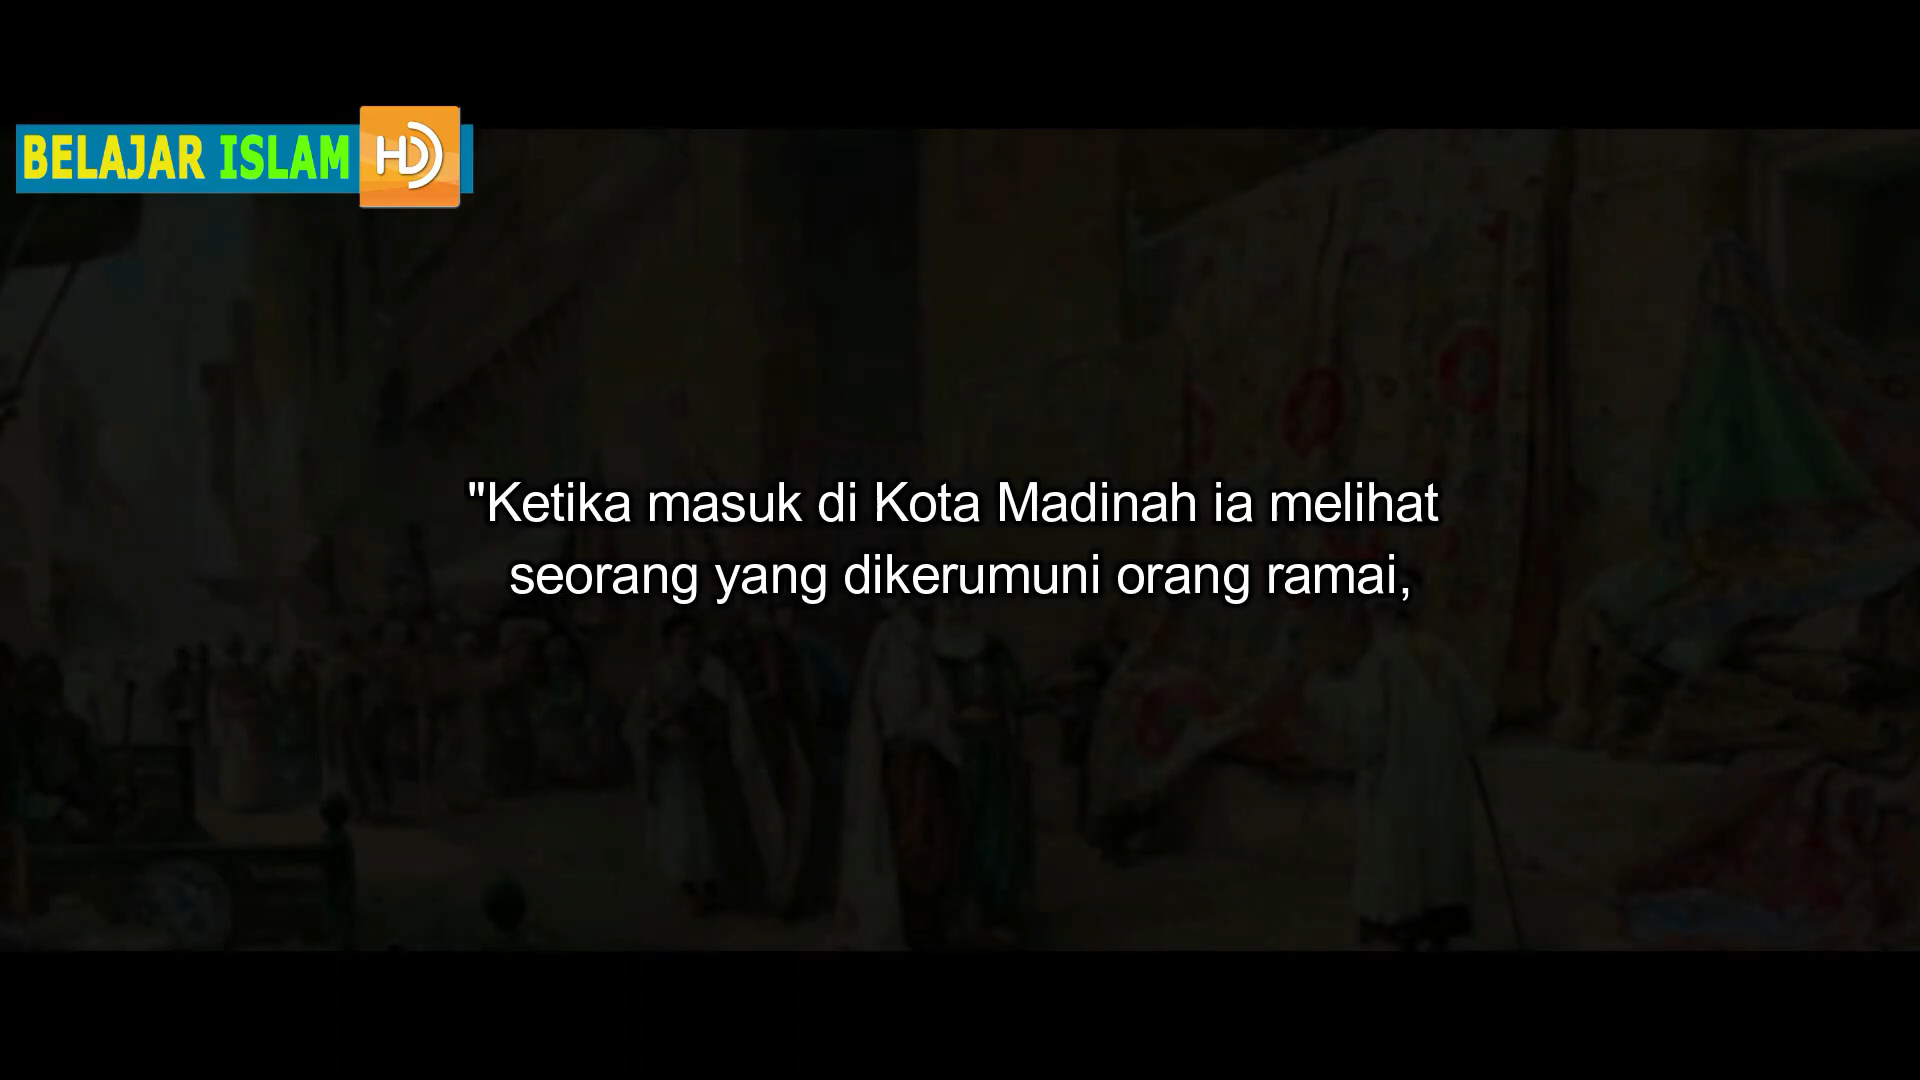 BELAJAR ISLAM HD
"Ketika masuk di Kota Madinah ia melihat
seorang yang dikerumuni orang ramai,